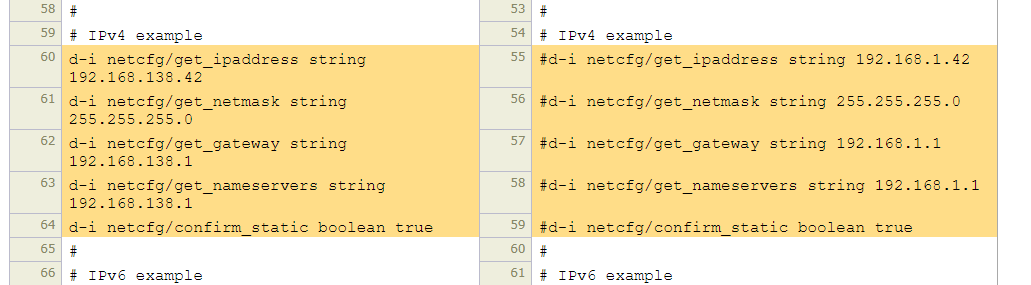 58 #
59 # IPv4 example
60 d-i netcfg/get_ipaddress string
192.168.138.42
61 d-i netcfg/get_netmask string
255.255.255.0
62 d-i netcfg/get_gateway string
192.168.138.1
63 d-i netcfg/get_nameservers string
192.168.138.1
64 d-i netcfg/confirm_static boolean true
65 #
66 # IPv6 example
53 #
54 # IPv4 example
55 #d-i netcfg/get_ipaddress string 192.168.1.42
56 #d-i netcfg/get_netmask string 255.255.255.0
57 #d-i netcfg/get_gateway string 192.168.1.1
58 #d-i netcfg/get_nameservers string 192.168.1.1
59 #d-i netcfg/confirm_static boolean true
60 #
61 # IPv6 example